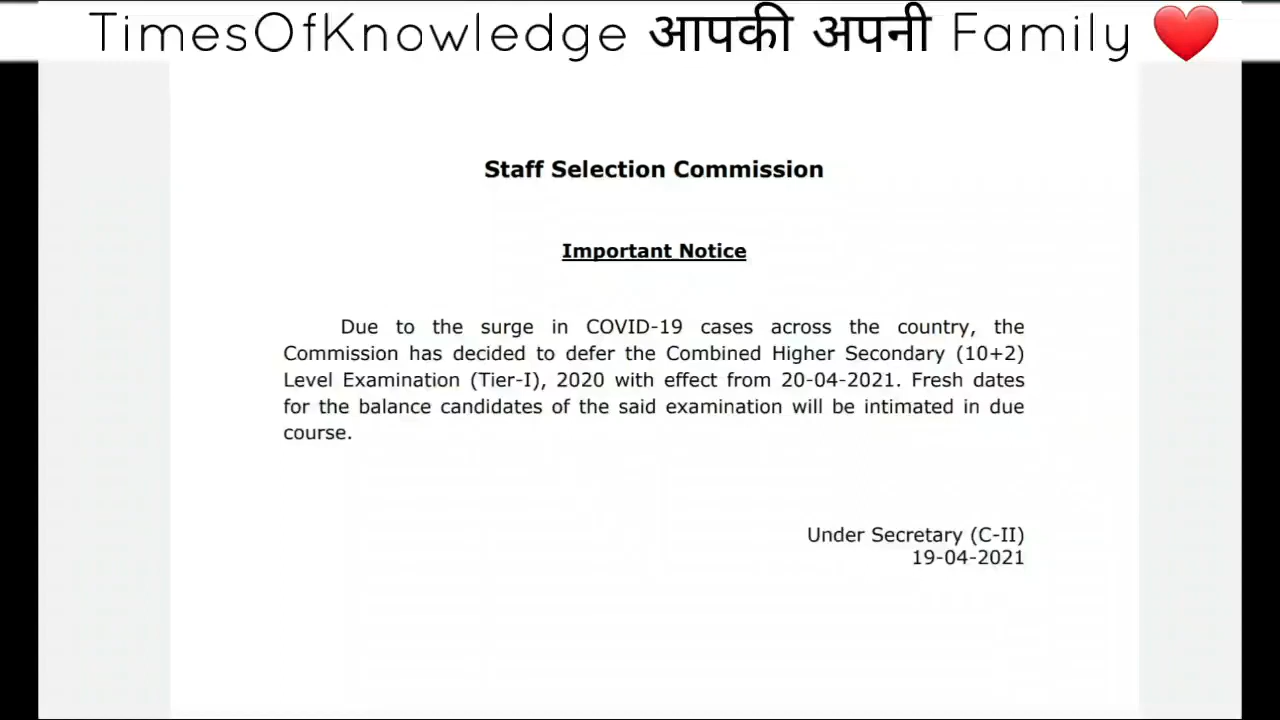 TimesOfKnowledge आपकी अपनी Family ❤️
Staff Selection Commission
Important Notice
Due to the surge in COVID-19 cases across the country, the
Commission has decided to defer the Combined Higher Secondary (10+2)
Level Examination (Tier-I), 2020 with effect from 20-04-2021. Fresh dates
for the balance candidates of the said examination will be intimated in due
course.
Under Secretary (C-II)
19-04-2021